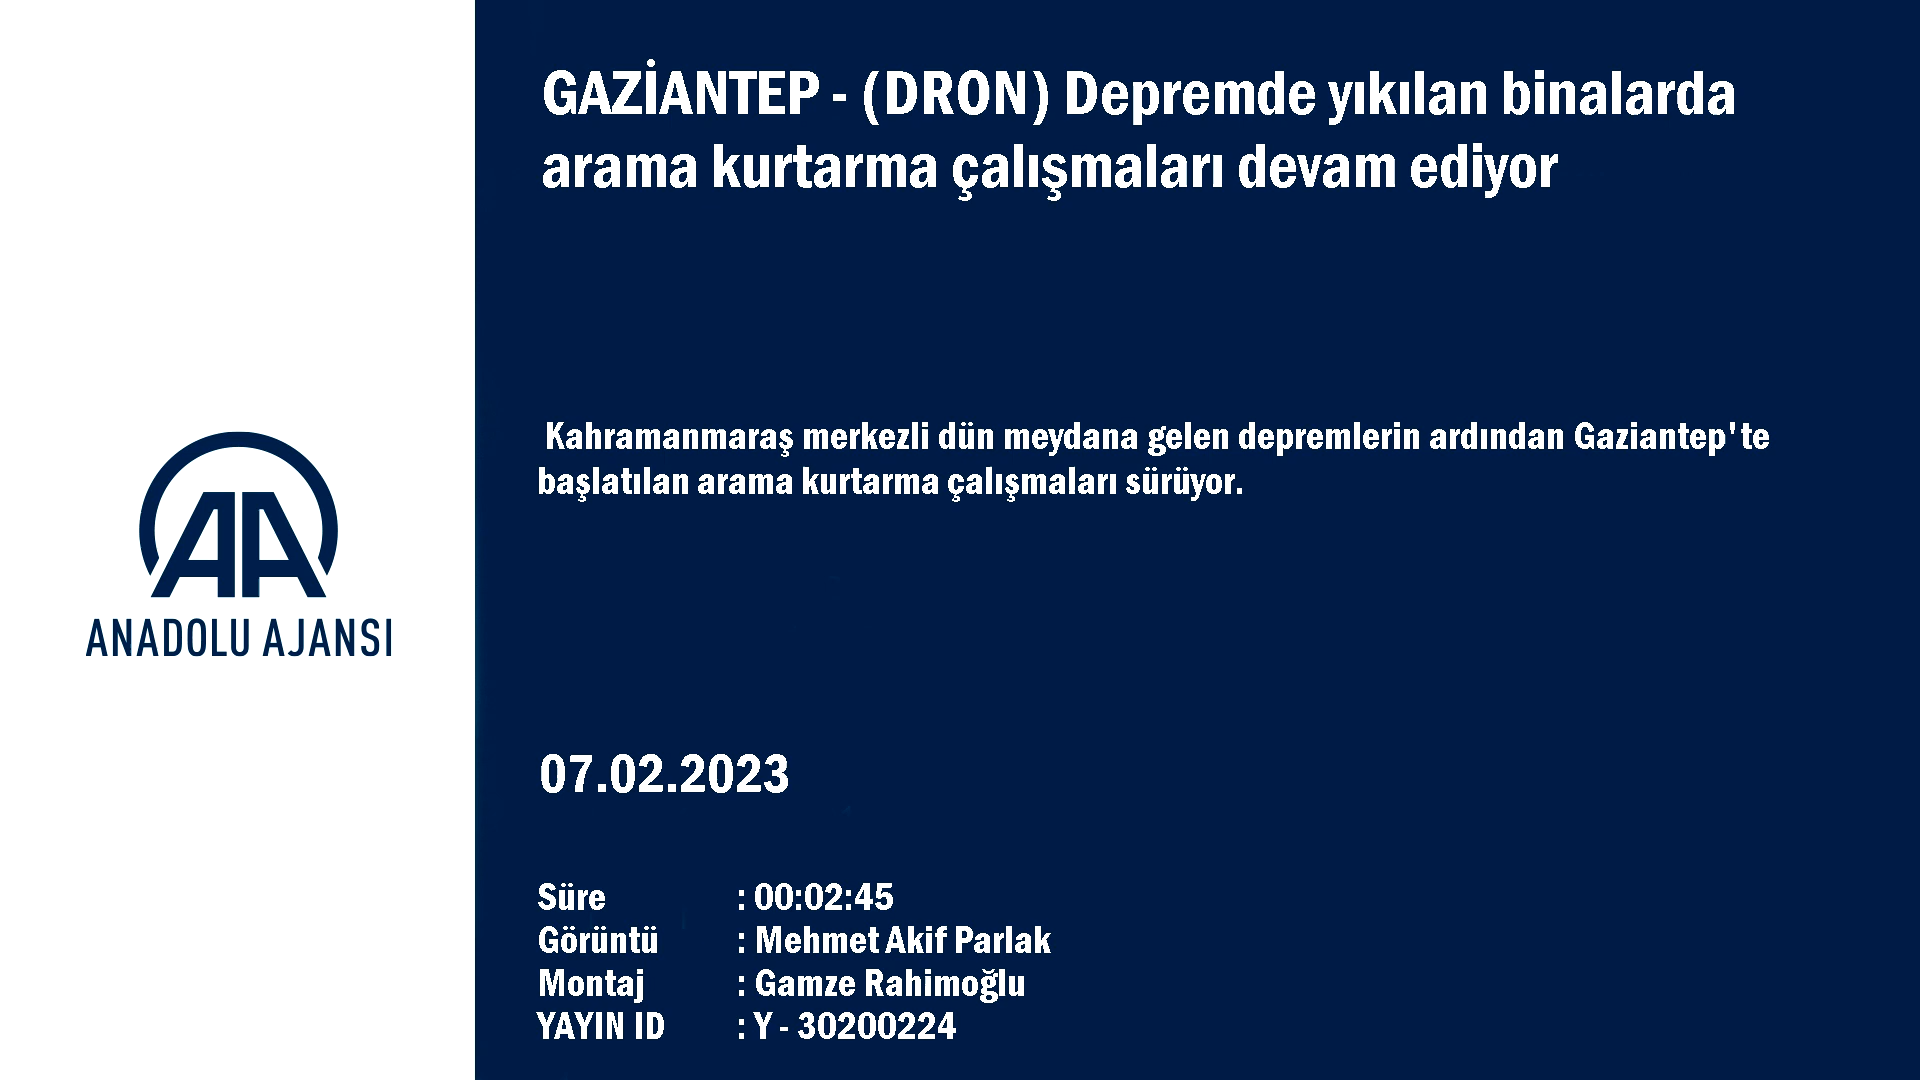 GAZİANTEP - (DRON) Depremde yıkılan binalarda
arama kurtarma çalışmaları devam ediyor
Kahramanmaraş merkezli dün meydana gelen depremlerin ardından Gaziantep'te
başlatılan arama kurtarma çalışmaları sürüyor.
AA
ANADOLU AJANSI
07.02.2023
Süre : 00:02:45
Görüntü : Mehmet Akif Parlak
Montaj : Gamze Rahimoğlu
YAYIN ID : Y - 30200224